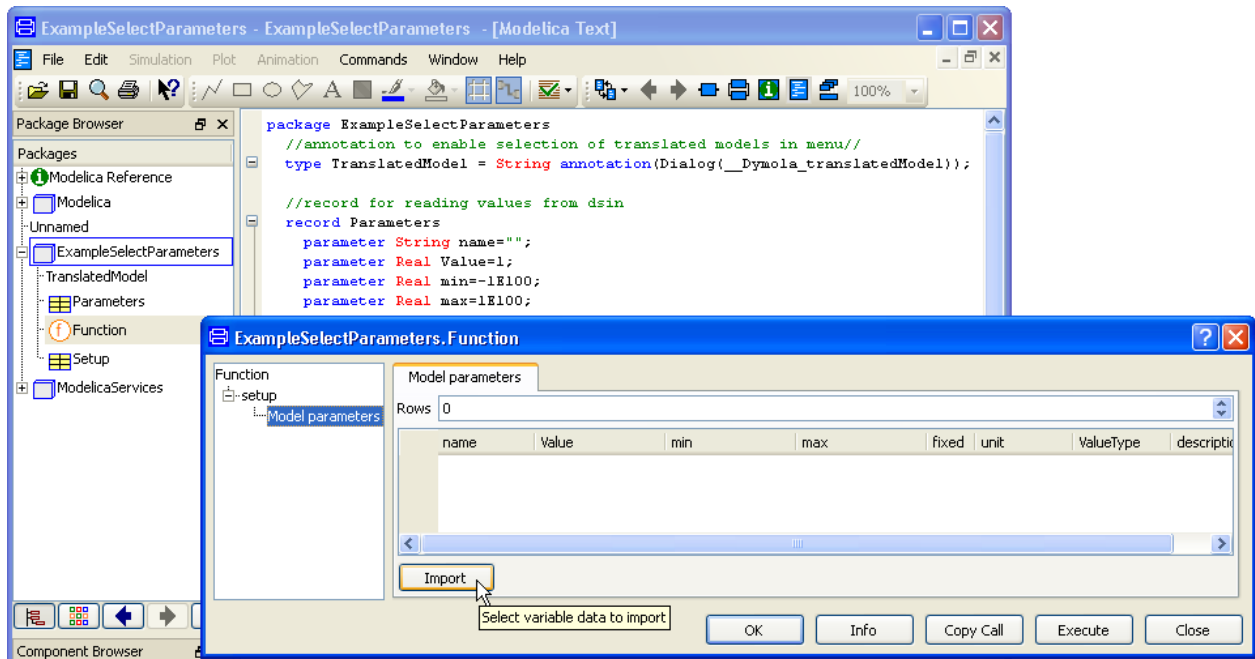 ExampleSelectParameters - ExampleSelectParameters - [Modelica Text]
File Edit Simulation Plot Animation Commands Window Help
A 100%
Package Browser
Packages
Modelica Reference
Modelica
Unnamed
ExampleSelectParameters
TranslatedModel
Parameters
Function
Setup
ModelicaServices
Component Browser
package ExampleSelectParameters
//annotation to enable selection of translated models in menu//
type TranslatedModel = String annotation(Dialog(__Dymola_translatedModel));
//record for reading values from dsin
record Parameters
parameter String name="";
parameter Real Value=1;
parameter Real min=-1E100;
parameter Real max=1E100;
ExampleSelectParameters.Function
Function
setup
Model parameters
Model parameters
Rows 0
name Value min max fixed unit ValueType descriptic
Import
Select variable data to import
OK Info Copy Call Execute Close